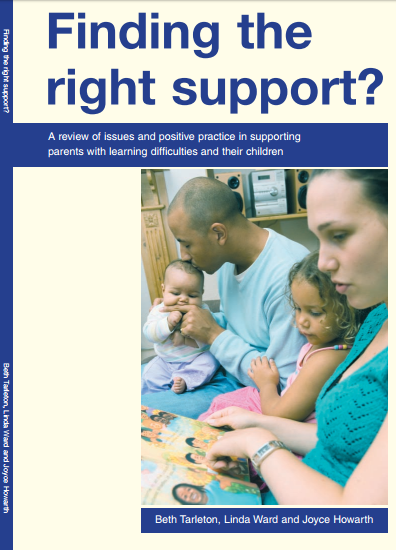 Finding the right support?
Finding the
right support?
A review of issues and positive practice in supporting
parents with learning difficulties and their children
Beth Tarleton, Linda Ward and Joyce Howarth
Beth Tarleton, Linda Ward and Joyce Howarth